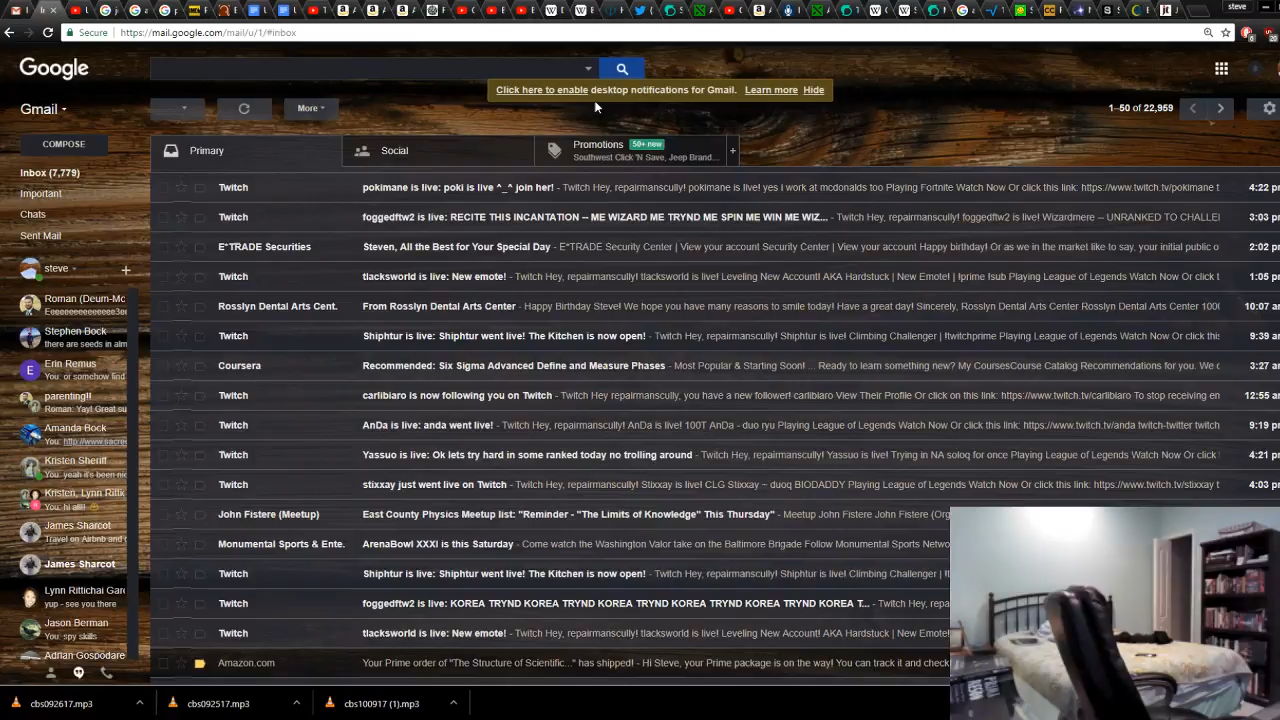 steve
Secure https://mail.google.com/mail/u/1/#inbox
Google
Click here to enable desktop notifications for Gmail. Learn more Hide
Gmail More 1–50 of 22,959
COMPOSE
Primary Social Promotions 50+ new
Southwest Click 'N Save, Jeep Brand...
Inbox (7,779)
Important
Chats
Sent Mail
steve
Roman (Deum-Mc
Stephen Bock
there are seeds in alm
Erin Remus
You: or somehow find
parenting!!
Roman: Yay! Great su
Amanda Bock
You: http://www.sacre
Kristen Sheriff
You: yeah it's been nic
Kristen, Lynn Rittic
You: hi all!!
James Sharcot
Travel on Airbnb and
James Sharcot
Lynn Rittichai Gar
yup - see you there
Jason Berman
You: spy skills
Adrian Gospodare
Twitch pokimane is live: poki is live ^_^ join her! - Twitch Hey, repairmanscully! pokimane is live! yes i work at mcdonalds too Playing Fortnite Watch Now Or click this link: https://www.twitch.tv/pokimane t 4:22 pm
Twitch foggedftw2 is live: RECITE THIS INCANTATION -- ME WIZARD ME TRYND ME SPIN ME WIN ME WIZ... - Twitch Hey, repairmanscully! foggedftw2 is live! Wizardmere -- UNRANKED TO CHALLE 3:03 pm
E*TRADE Securities Steven, All the Best for Your Special Day - E*TRADE Security Center | View your account Security Center | View your account Happy birthday! Or as we in the market like to say, your initial public o 2:02 pm
Twitch tlacksworld is live: New emote! - Twitch Hey, repairmanscully! tlacksworld is live! Leveling New Account! AKA Hardstuck | New Emote! | !prime !sub Playing League of Legends Watch Now Or click t 1:05 pm
Rosslyn Dental Arts Cent. From Rosslyn Dental Arts Center - Happy Birthday Steve! We hope you have many reasons to smile today! Have a great day! Sincerely, Rosslyn Dental Arts Center Rosslyn Dental Arts Center 100 10:07 am
Twitch Shiphtur is live: Shiphtur went live! The Kitchen is now open! - Twitch Hey, repairmanscully! Shiphtur is live! Climbing Challenger | !twitchprime Playing League of Legends Watch Now Or click this 9:39 am
Coursera Recommended: Six Sigma Advanced Define and Measure Phases - Most Popular & Starting Soon! ... Ready to learn something new? My CoursesCourse Catalog Recommendations for you. We c 3:27 am
Twitch carlibiaro is now following you on Twitch - Twitch Hey repairmanscully, you have a new follower! carlibiaro View Their Profile Or click on this link: https://www.twitch.tv/carlibiaro To stop receiving en 12:55 am
Twitch AnDa is live: anda went live! - Twitch Hey, repairmanscully! AnDa is live! 100T AnDa - duo ryu Playing League of Legends Watch Now Or click this link: https://www.twitch.tv/anda twitch-twitter twitch 9:19 pm
Twitch Yassuo is live: Ok lets try hard in some ranked today no trolling around - Twitch Hey, repairmanscully! Yassuo is live! Trying in NA soloq for once Playing League of Legends Watch Now Or click this link 4:21 pm
Twitch stixxay just went live on Twitch - Twitch Hey, repairmanscully! Stixxay is live! CLG Stixxay – duoq BIODADDY Playing League of Legends Watch Now Or click this link: https://www.twitch.tv/stixxay t 4:03 pm
John Fistere (Meetup) East County Physics Meetup list: "Reminder - "The Limits of Knowledge" This Thursday" - Meetup John Fistere John Fistere (Org
Monumental Sports & Ente. ArenaBowl XXXI is this Saturday - Come watch the Washington Valor take on the Baltimore Brigade Follow Monumental Sports Netwo
Twitch Shiphtur is live: Shiphtur went live! The Kitchen is now open! - Twitch Hey, repairmanscully! Shiphtur is live! Climbing Challenger | !t
Twitch foggedftw2 is live: KOREA TRYND KOREA TRYND KOREA TRYND KOREA TRYND KOREA TRYND KOREA T... - Twitch Hey, repa
Twitch tlacksworld is live: New emote! - Twitch Hey, repairmanscully! tlacksworld is live! Leveling New Account! AKA Hardstuck | New Em
Amazon.com Your Prime order of "The Structure of Scientific..." has shipped! - Hi Steve, your Prime package is on the way! You can track it and check
cbs092617.mp3 cbs092517.mp3 cbs100917 (1).mp3